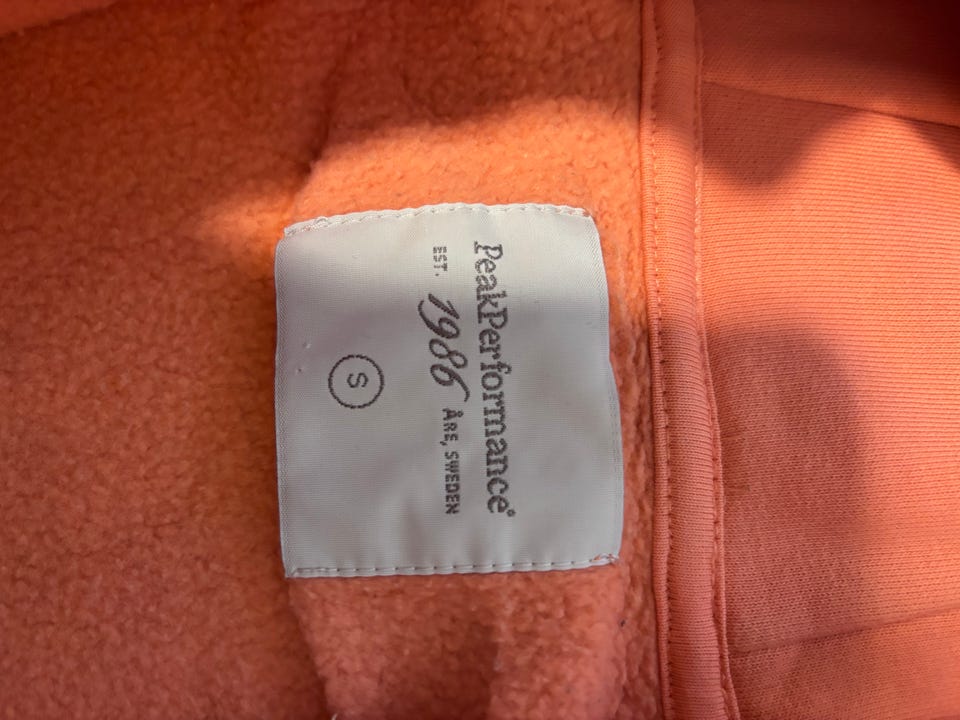 PeakPerformance®
EST. 1986 ÅRE, SWEDEN
S